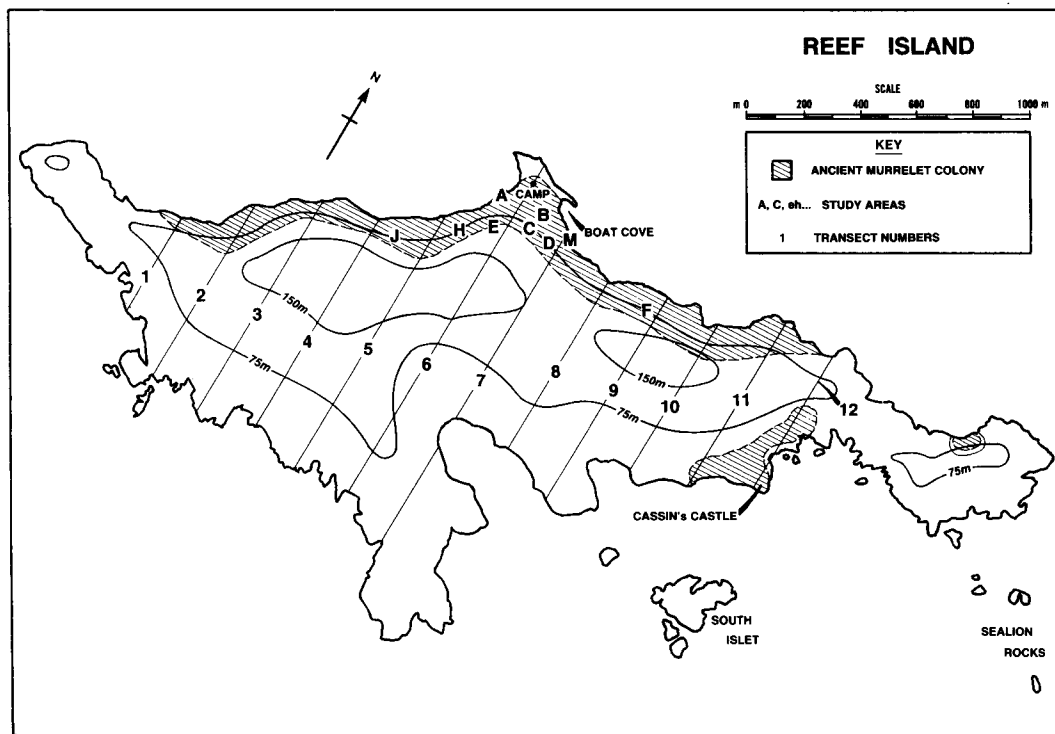 REEF ISLAND
SCALE
m 0 200 400 600 800 1000 m
KEY
ANCIENT MURRELET COLONY
A, C, eh... STUDY AREAS
1 TRANSECT NUMBERS
N
A
CAMP
B
BOAT COVE
J
H
E
C
D
M
F
1
2
3
4
5
6
7
8
9
10
11
12
150m
150m
75m
75m
75m
CASSIN's CASTLE
SOUTH
ISLET
SEALION
ROCKS